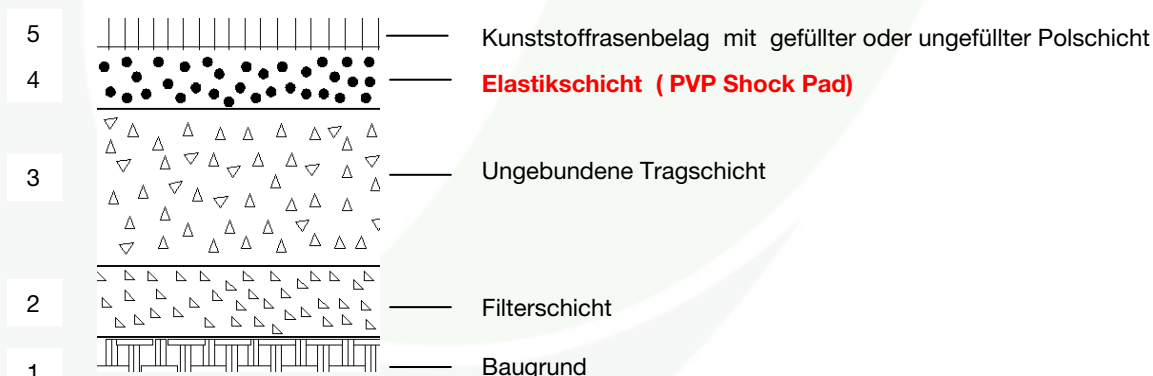 5 Kunststoffrasenbelag mit gefüllter oder ungefüllter Polschicht
4 Elastikschicht ( PVP Shock Pad)
3 Ungebundene Tragschicht
2 Filterschicht
1 Baugrund